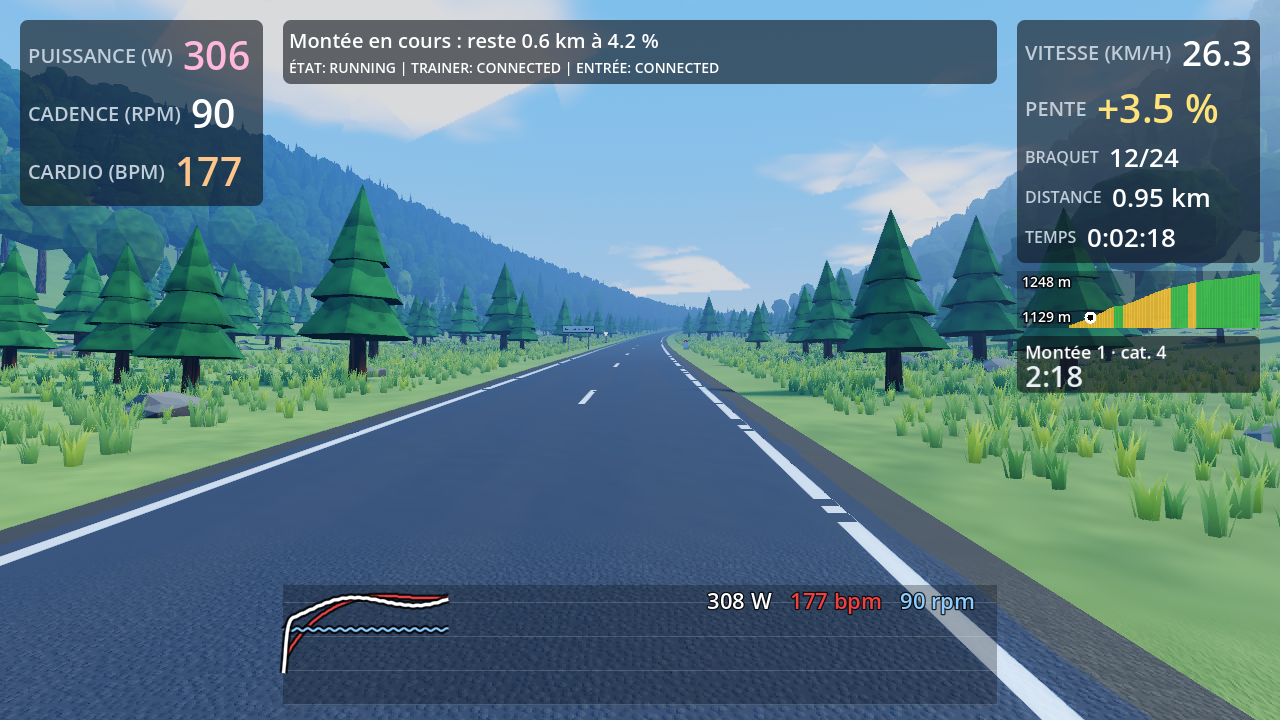 PUISSANCE (W) 306
CADENCE (RPM) 90
CARDIO (BPM) 177
Montée en cours : reste 0.6 km à 4.2 %
ÉTAT: RUNNING | TRAINER: CONNECTED | ENTRÉE: CONNECTED
VITESSE (KM/H) 26.3
PENTE +3.5 %
BRAQUET 12/24
DISTANCE 0.95 km
TEMPS 0:02:18
1248 m
1129 m
Montée 1 · cat. 4
2:18
308 W 177 bpm 90 rpm